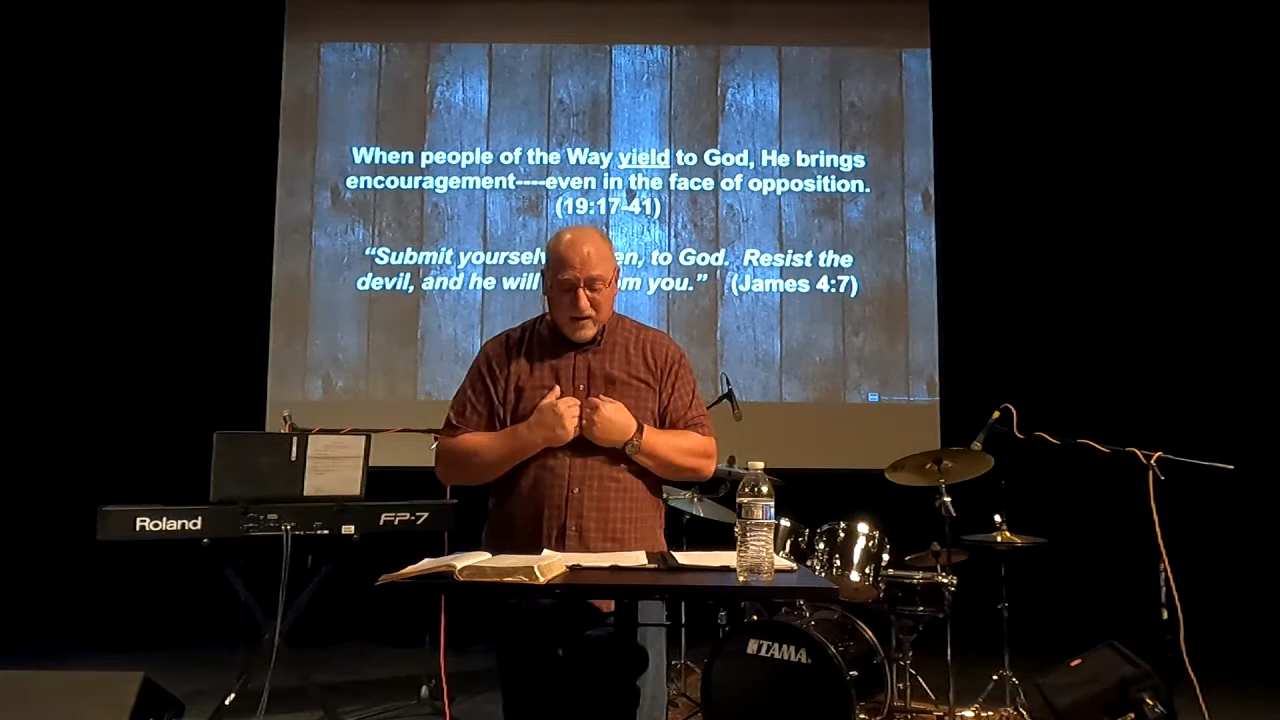 When people of the Way yield to God, He brings
encouragement----even in the face of opposition.
(19:17-41)
“Submit yoursel en, to God. Resist the
devil, and he will m you.” (James 4:7)
Roland
FP-7
TAMA